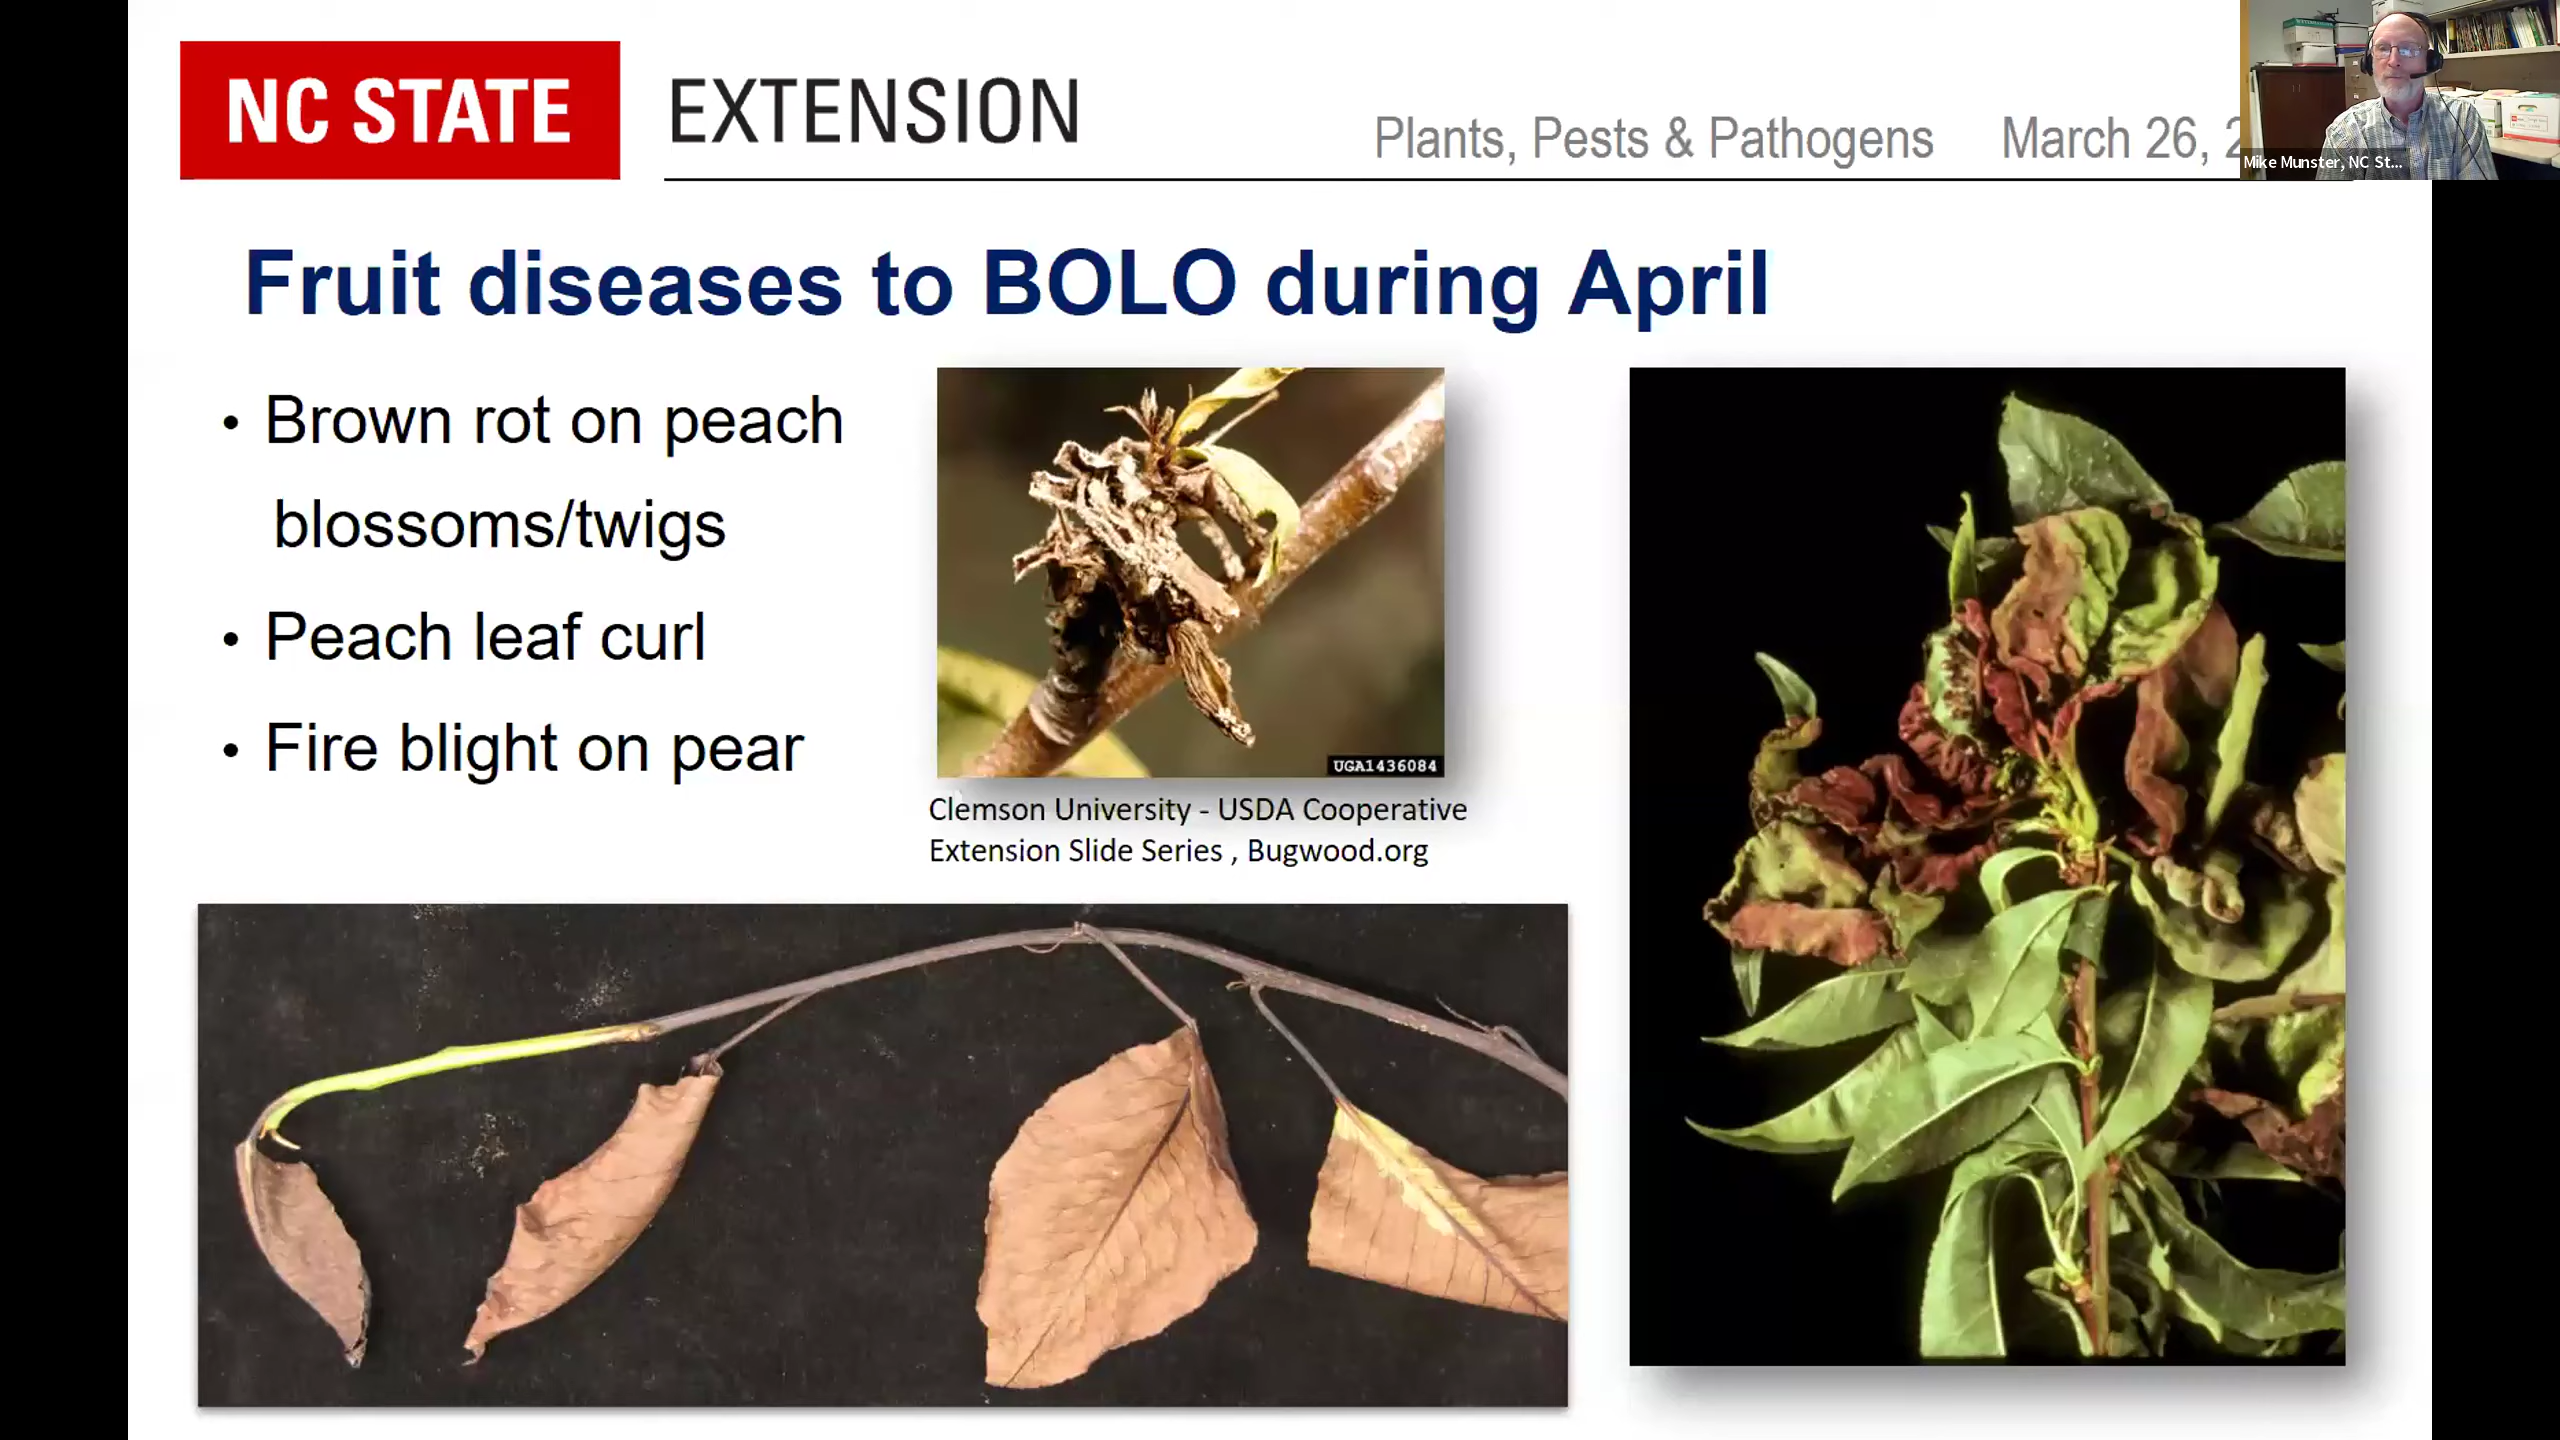 NC STATE EXTENSION
Plants, Pests & Pathogens March 26,
Mike Munster, NC St...
Fruit diseases to BOLO during April
• Brown rot on peach
blossoms/twigs
• Peach leaf curl
• Fire blight on pear
UGA1436084
Clemson University - USDA Cooperative
Extension Slide Series , Bugwood.org